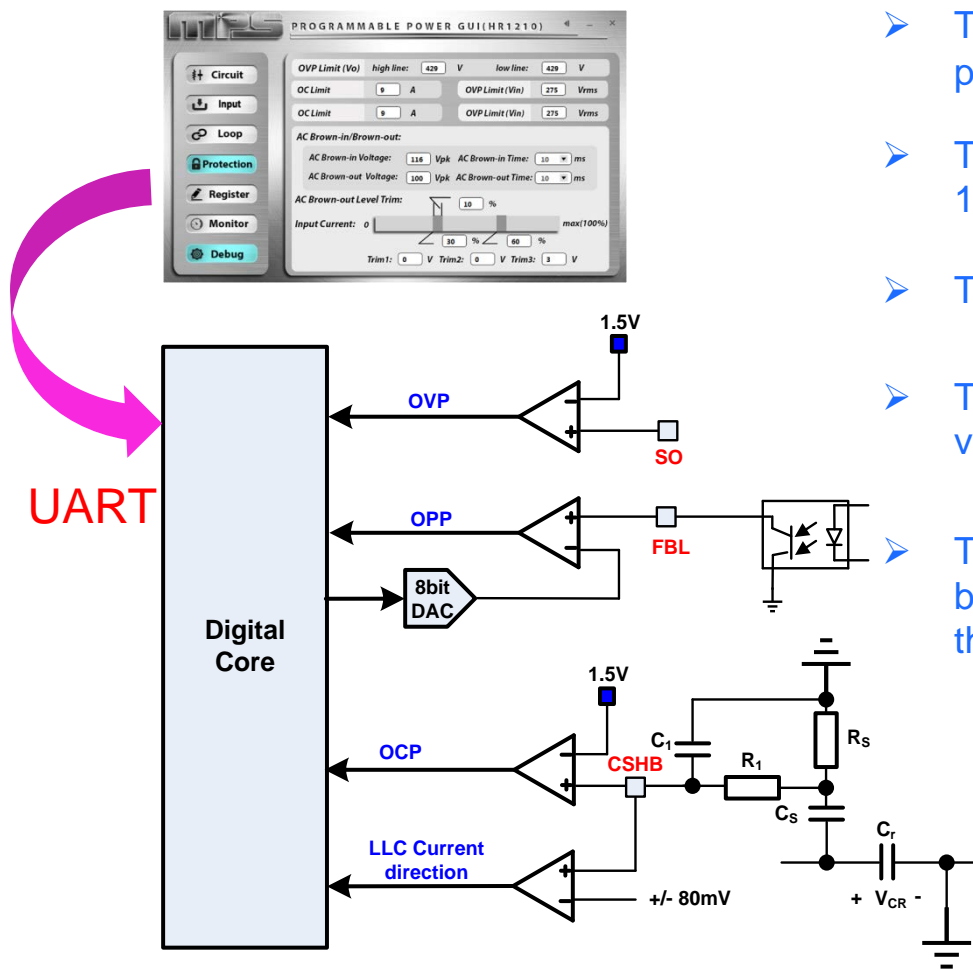 mps PROGRAMMABLE POWER GUI(HR1210)
Circuit
Input
Loop
Protection
Register
Monitor
Debug
OVP Limit (Vo) high line: 429 V low line: 429 V
OC Limit 9 A OVP Limit (Vin) 275 Vrms
OC Limit 9 A OVP Limit (Vin) 275 Vrms
AC Brown-in/Brown-out:
AC Brown-in Voltage: 116 Vpk AC Brown-in Time: 10 ms
AC Brown-out Voltage: 100 Vpk AC Brown-out Time: 10 ms
AC Brown-out Level Trim: 10 %
Input Current: 0 max(100%)
30 % 60 %
Trim1: 0 V Trim2: 0 V Trim3: 3 V
UART
Digital
Core
1.5V
OVP
SO
OPP
FBL
8bit
DAC
1.5V
OCP
CSHB
C1
R1
RS
CS
Cr
+ VCR -
LLC Current
direction
+/- 80mV
T
p
T
1
T
T
v
T
b
th